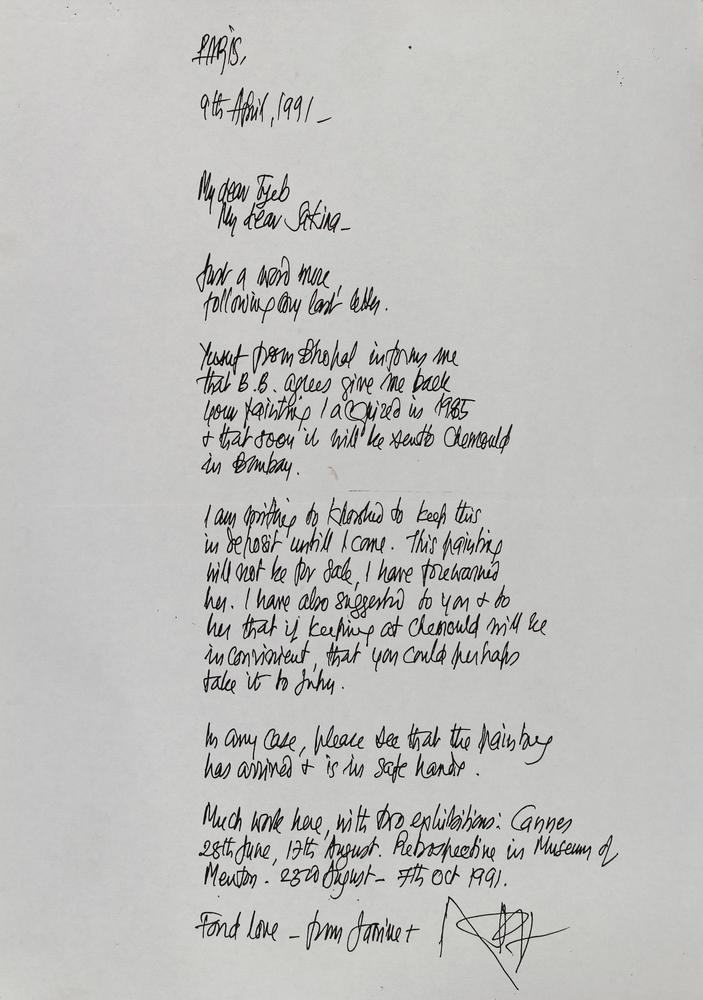 PARIS,
9th April, 1991 –
My dear Tyeb
My dear Sakina –
Just a word more,
following my last letter.
Yusuf from Bhopal informs me
that B.B. agrees give me back
your painting I acquired in 1985
+ that soon it will be sent to Chemould
in Bombay.
I am writing to Khorshed to keep this
in deposit untill I come. This painting
will not be for sale, I have forewarned
her. I have also suggested to you + to
her that if keeping at Chemould will be
inconvinient, that you could perhaps
take it to Juhu.
In any case, please see that the painting
has arrived + is in safe hands.
Much work here, with two exhibitions: Cannes
28th June, 17th August. Retrospective in Museum of
Menton - 23rd August – 7th Oct 1991.
Fond love – from Janine +